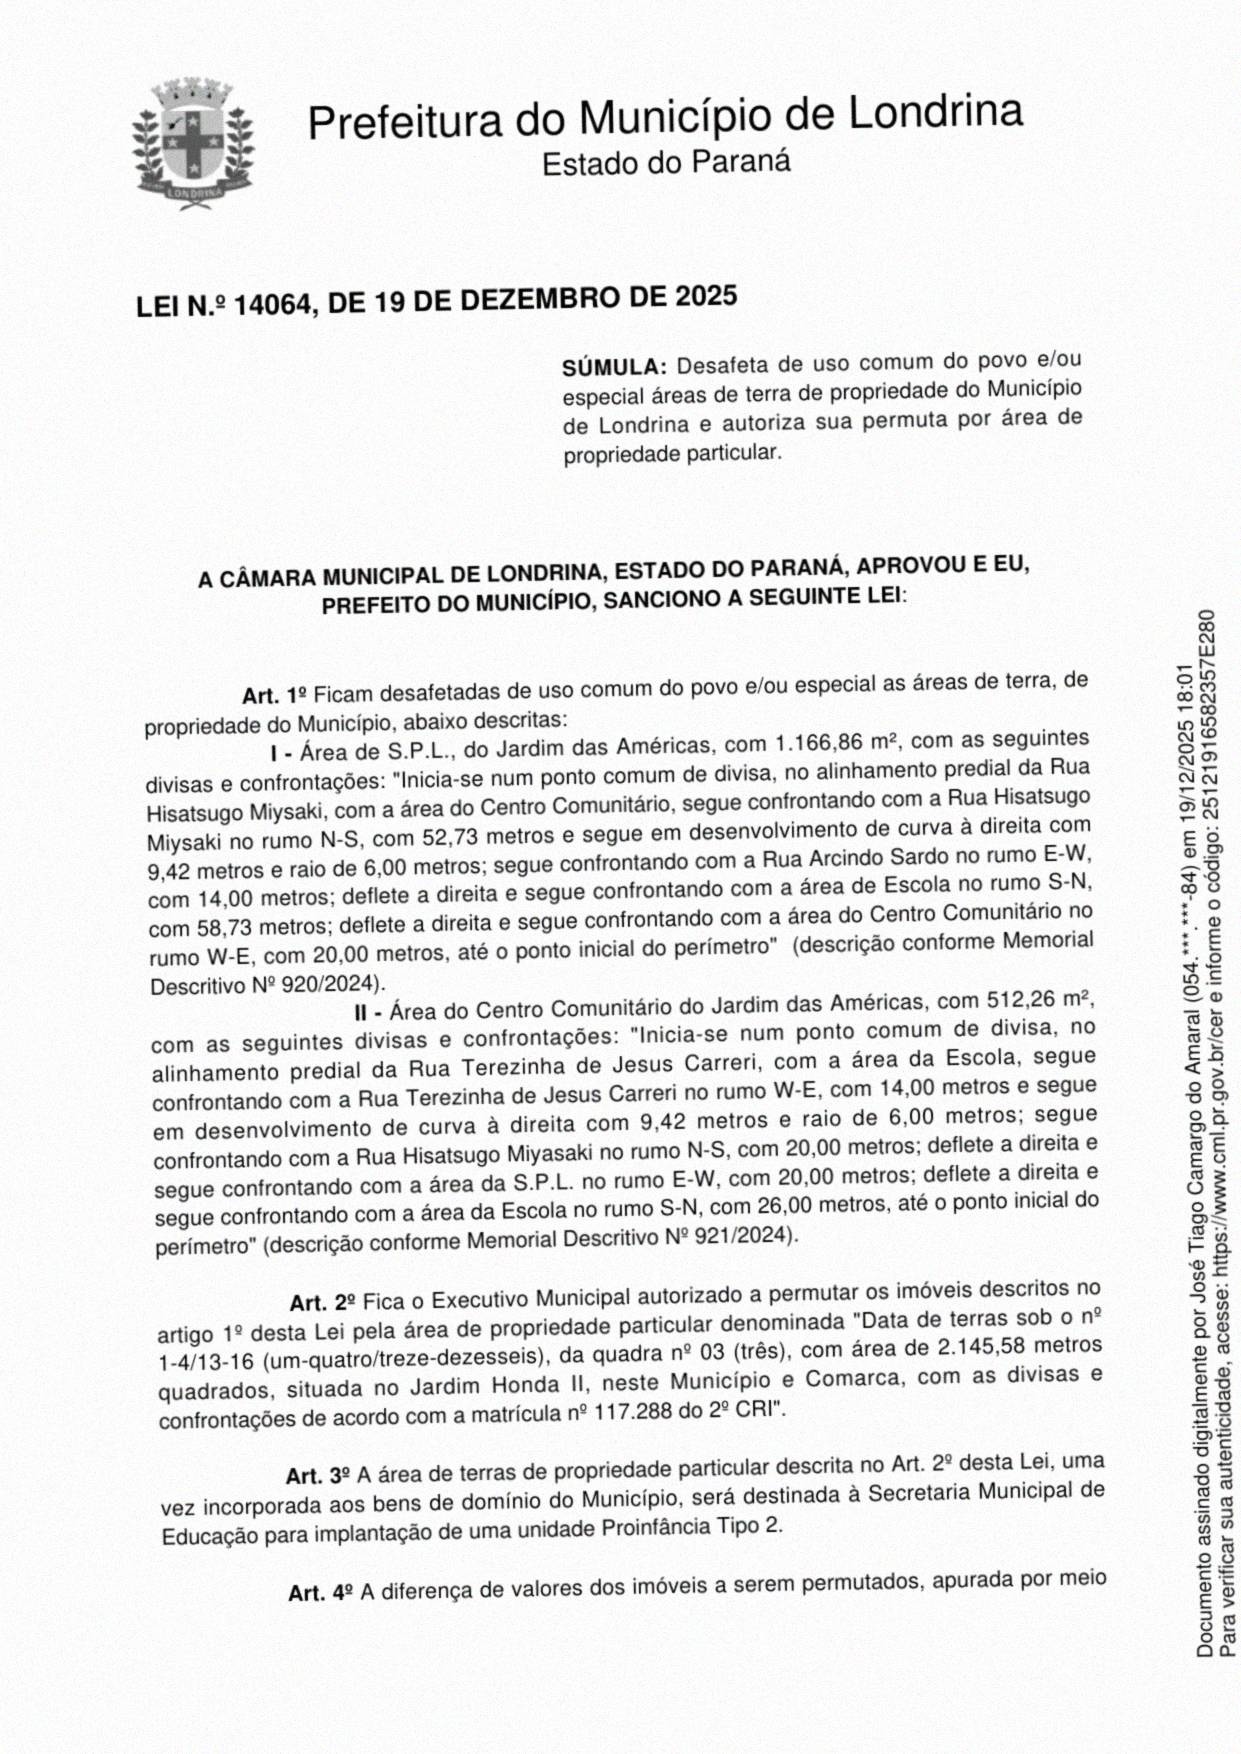 LONDRINA
Prefeitura do Município de Londrina
Estado do Paraná
LEI N.º 14064, DE 19 DE DEZEMBRO DE 2025
SÚMULA: Desafeta de uso comum do povo e/ou
especial áreas de terra de propriedade do Município
de Londrina e autoriza sua permuta por área de
propriedade particular.
A CÂMARA MUNICIPAL DE LONDRINA, ESTADO DO PARANÁ, APROVOU E EU,
PREFEITO DO MUNICÍPIO, SANCIONO A SEGUINTE LEI:
Art. 1º Ficam desafetadas de uso comum do povo e/ou especial as áreas de terra, de
propriedade do Município, abaixo descritas:
I - Área de S.P.L., do Jardim das Américas, com 1.166,86 m², com as seguintes
divisas e confrontações: "Inicia-se num ponto comum de divisa, no alinhamento predial da Rua
Hisatsugo Miysaki, com a área do Centro Comunitário, segue confrontando com a Rua Hisatsugo
Miysaki no rumo N-S, com 52,73 metros e segue em desenvolvimento de curva à direita com
9,42 metros e raio de 6,00 metros; segue confrontando com a Rua Arcindo Sardo no rumo E-W,
com 14,00 metros; deflete a direita e segue confrontando com a área de Escola no rumo S-N,
com 58,73 metros; deflete a direita e segue confrontando com a área do Centro Comunitário no
rumo W-E, com 20,00 metros, até o ponto inicial do perímetro" (descrição conforme Memorial
Descritivo Nº 920/2024).
II - Área do Centro Comunitário do Jardim das Américas, com 512,26 m²,
com as seguintes divisas e confrontações: "Inicia-se num ponto comum de divisa, no
alinhamento predial da Rua Terezinha de Jesus Carreri, com a área da Escola, segue
confrontando com a Rua Terezinha de Jesus Carreri no rumo W-E, com 14,00 metros e segue
em desenvolvimento de curva à direita com 9,42 metros e raio de 6,00 metros; segue
confrontando com a Rua Hisatsugo Miyasaki no rumo N-S, com 20,00 metros; deflete a direita e
segue confrontando com a área da S.P.L. no rumo E-W, com 20,00 metros; deflete a direita e
segue confrontando com a área da Escola no rumo S-N, com 26,00 metros, até o ponto inicial do
perímetro" (descrição conforme Memorial Descritivo Nº 921/2024).
Art. 2º Fica o Executivo Municipal autorizado a permutar os imóveis descritos no
artigo 1º desta Lei pela área de propriedade particular denominada "Data de terras sob o nº
1-4/13-16 (um-quatro/treze-dezesseis), da quadra nº 03 (três), com área de 2.145,58 metros
quadrados, situada no Jardim Honda II, neste Município e Comarca, com as divisas e
confrontações de acordo com a matrícula nº 117.288 do 2º CRI".
Art. 3º A área de terras de propriedade particular descrita no Art. 2º desta Lei, uma
vez incorporada aos bens de domínio do Município, será destinada à Secretaria Municipal de
Educação para implantação de uma unidade Proinfância Tipo 2.
Art. 4º A diferença de valores dos imóveis a serem permutados, apurada por meio
Documento assinado digitalmente por José Tiago Camargo do Amaral (054.***.***-84) em 19/12/2025 18:01
Para verificar sua autenticidade, acesse: https://www.cml.pr.gov.br/cer e informe o código: 25121916582357E280